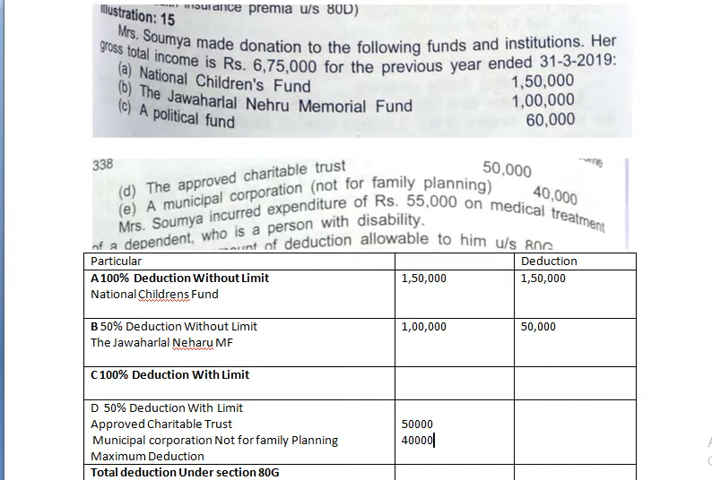 insurance premia u/s 80D)
Illustration: 15
Mrs. Soumya made donation to the following funds and institutions. Her
gross total income is Rs. 6,75,000 for the previous year ended 31-3-2019:
(a) National Children's Fund 1,50,000
(b) The Jawaharlal Nehru Memorial Fund 1,00,000
(c) A political fund 60,000
338
(d) The approved charitable trust 50,000
(e) A municipal corporation (not for family planning) 40,000
Mrs. Soumya incurred expenditure of Rs. 55,000 on medical treatment
of a dependent, who is a person with disability.
of deduction allowable to him u/s 80G
Particular Deduction
A 100% Deduction Without Limit 1,50,000 1,50,000
National Childrens Fund
B 50% Deduction Without Limit 1,00,000 50,000
The Jawaharlal Neharu MF
C 100% Deduction With Limit
D 50% Deduction With Limit
Approved Charitable Trust 50000
Municipal corporation Not for family Planning 40000
Maximum Deduction
Total deduction Under section 80G